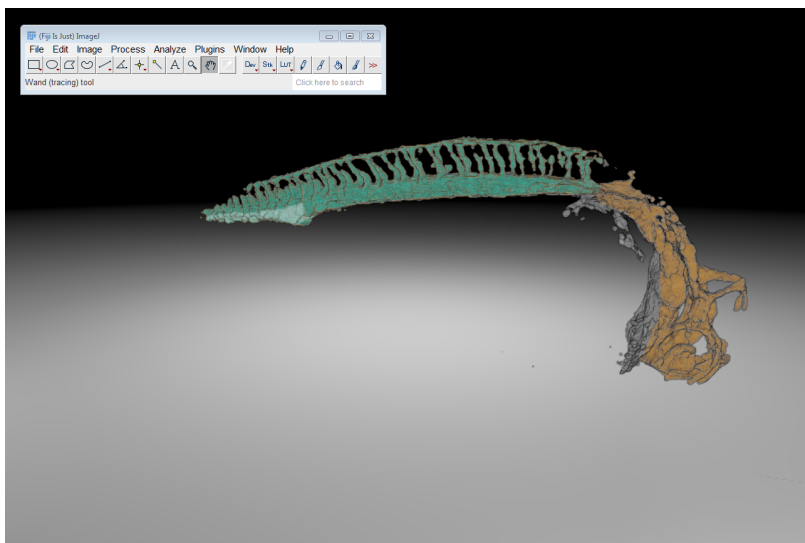 (Fiji Is Just) ImageJ
File Edit Image Process Analyze Plugins Window Help
A Dev Stk LUT >>
Wand (tracing) tool Click here to search